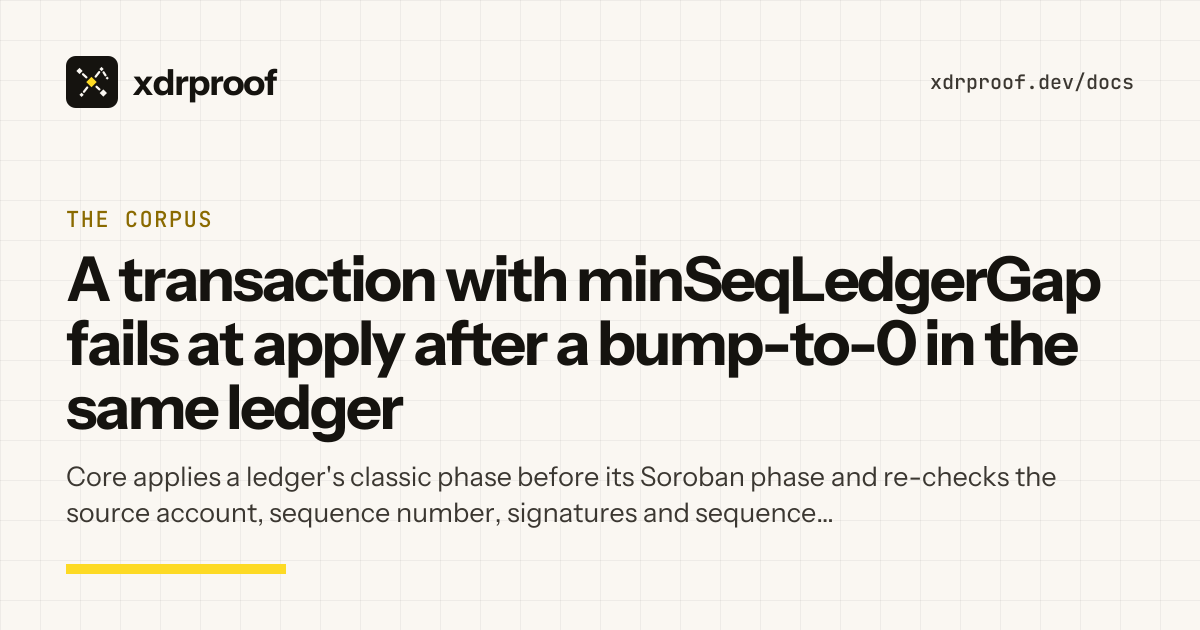 xdrproof
xdrproof.dev/docs
THE CORPUS
A transaction with minSeqLedgerGap
fails at apply after a bump-to-0 in the
same ledger
Core applies a ledger's classic phase before its Soroban phase and re-checks the
source account, sequence number, signatures and sequence...